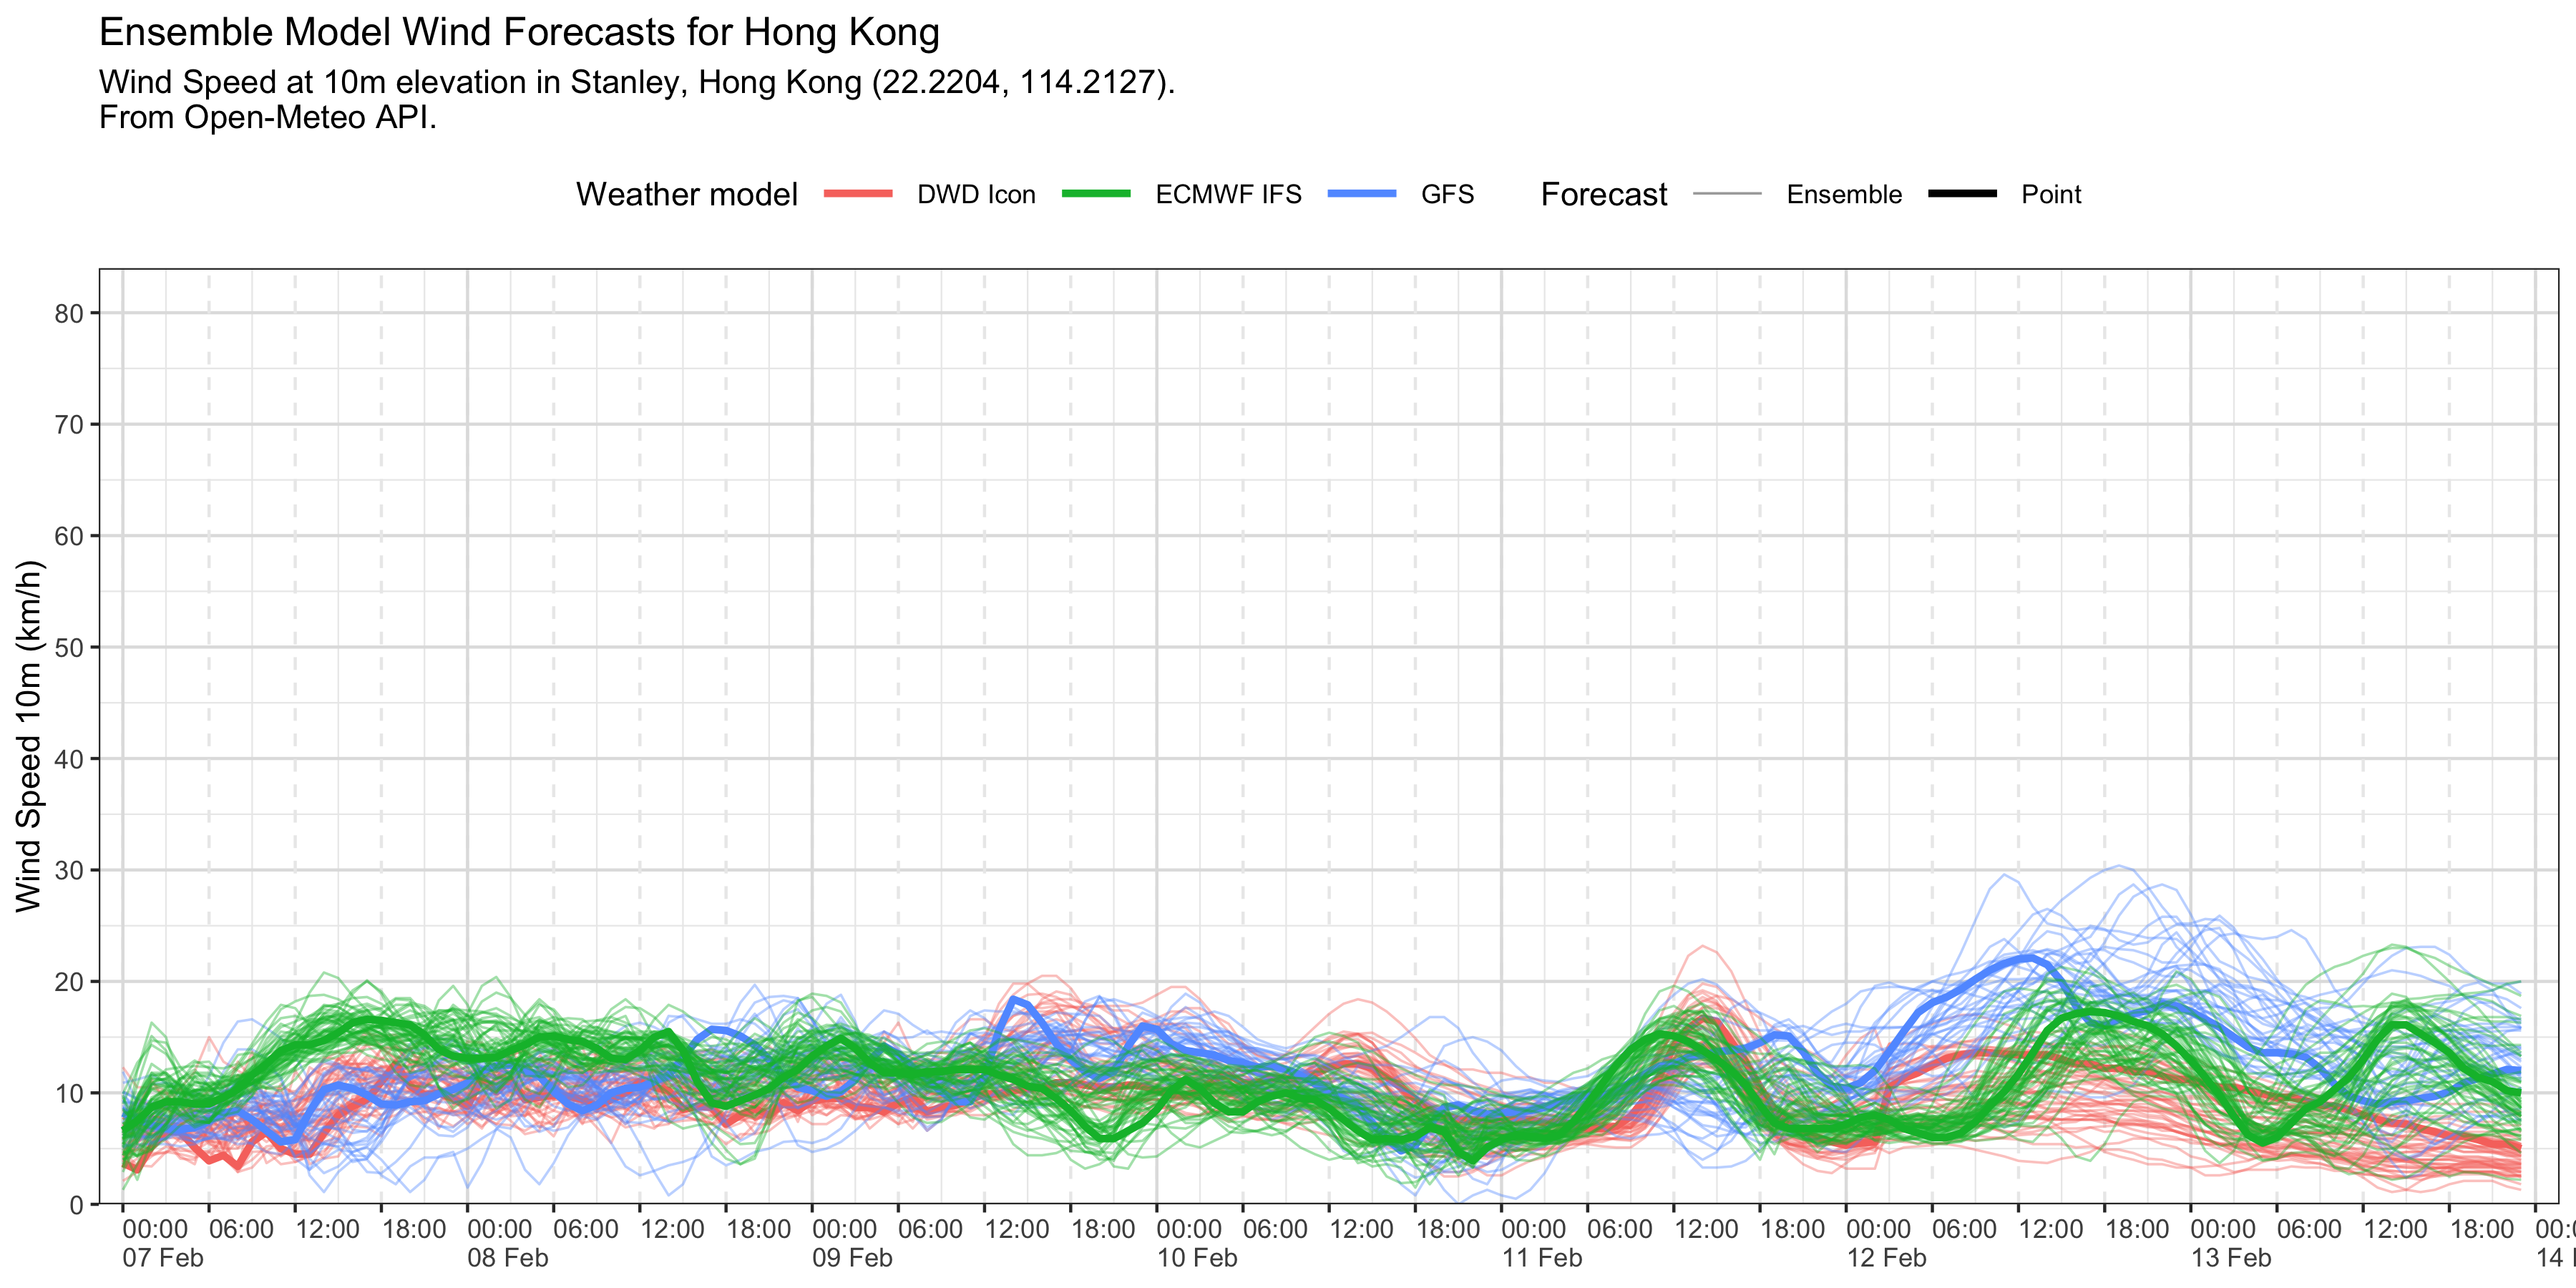 Ensemble Model Wind Forecasts for Hong Kong
Wind Speed at 10m elevation in Stanley, Hong Kong (22.2204, 114.2127).
From Open-Meteo API.
Weather model DWD Icon ECMWF IFS GFS Forecast Ensemble Point
Wind Speed 10m (km/h)
80
70
60
50
40
30
20
10
0
00:00 06:00 12:00 18:00 00:00 06:00 12:00 18:00 00:00 06:00 12:00 18:00 00:00 06:00 12:00 18:00 00:00 06:00 12:00 18:00 00:00 06:00 12:00 18:00 00:00 06:00 12:00 18:00
07 Feb 08 Feb 09 Feb 10 Feb 11 Feb 12 Feb 13 Feb 14